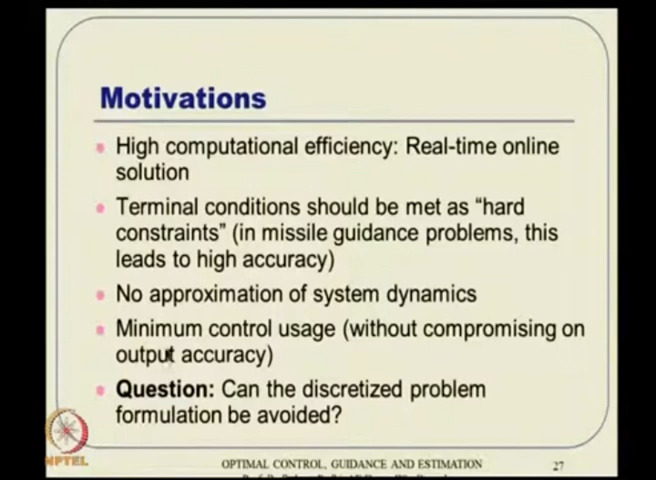 Motivations
High computational efficiency: Real-time online
solution
Terminal conditions should be met as "hard
constraints" (in missile guidance problems, this
leads to high accuracy)
No approximation of system dynamics
Minimum control usage (without compromising on
output accuracy)
Question: Can the discretized problem
formulation be avoided?
NPTEL
OPTIMAL CONTROL, GUIDANCE AND ESTIMATION
27